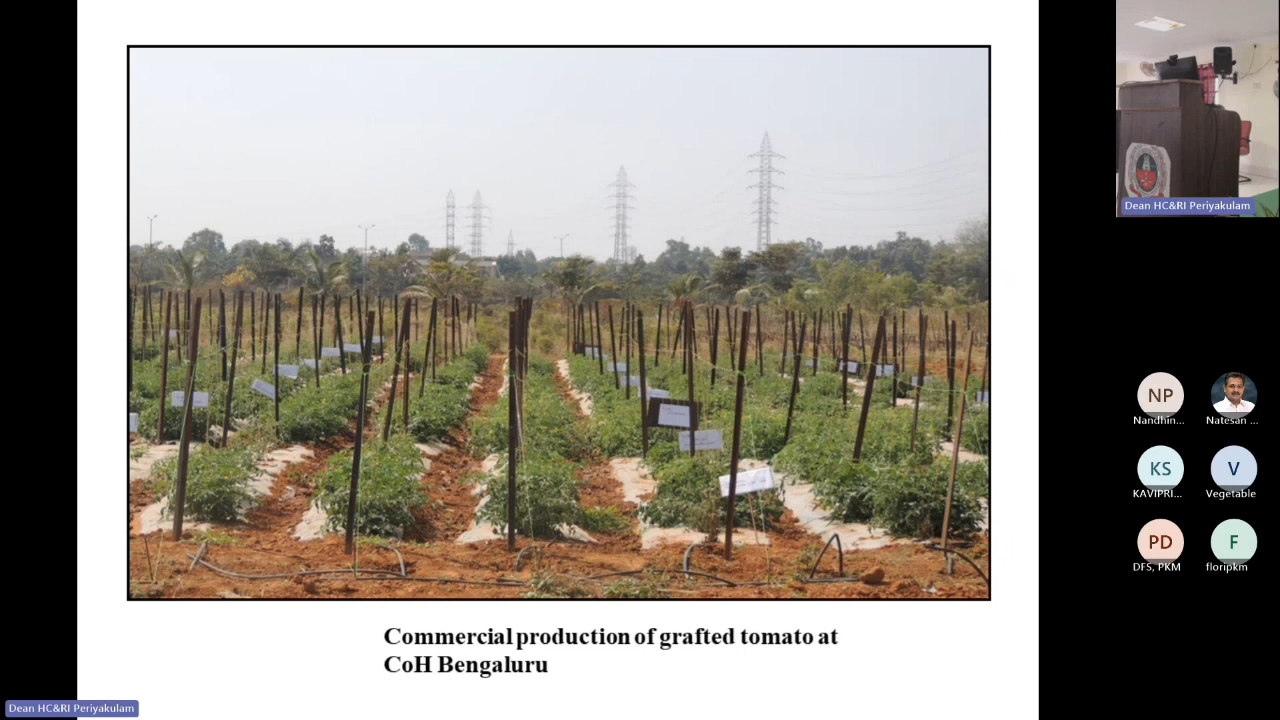 Commercial production of grafted tomato at
CoH Bengaluru
Dean HC&RI Periyakulam
NP
Nandhin...
Natesan ...
KS
KAVIPRI...
V
Vegetable
PD
DFS, PKM
F
floripkm
Dean HC&RI Periyakulam